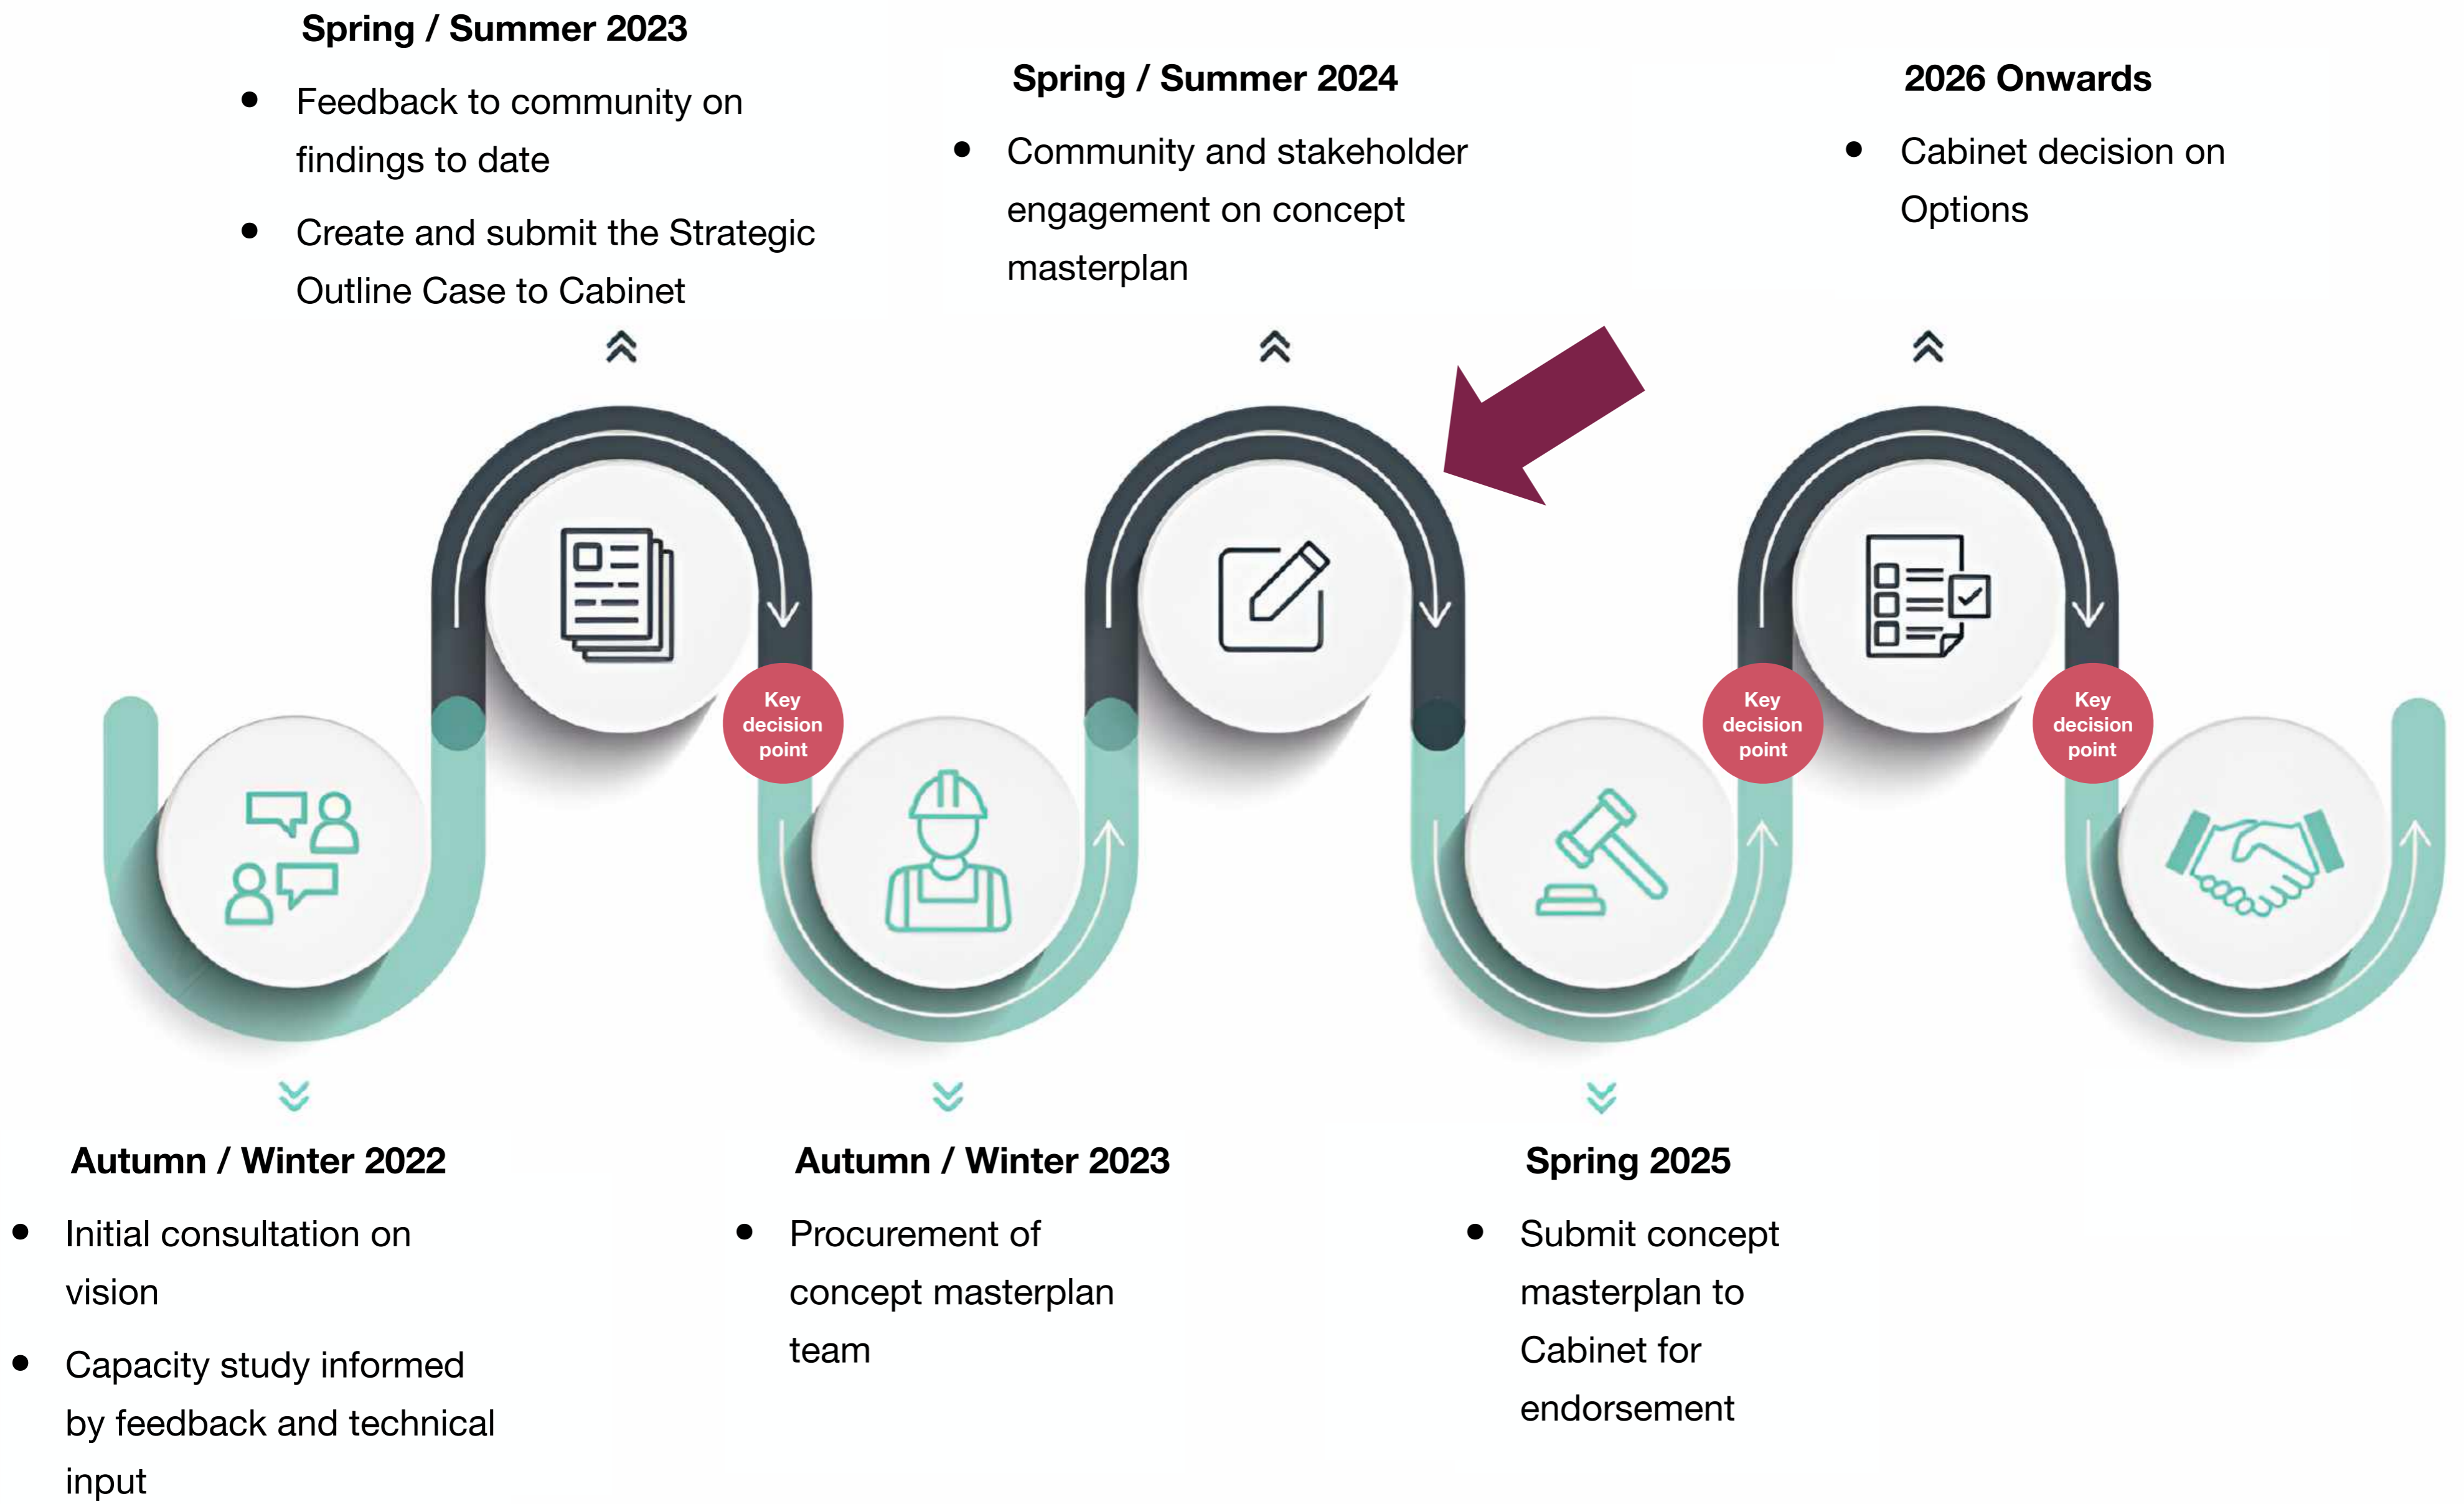 Spring / Summer 2023
● Feedback to community on
findings to date
● Create and submit the Strategic
Outline Case to Cabinet
Spring / Summer 2024
● Community and stakeholder
engagement on concept
masterplan
2026 Onwards
● Cabinet decision on
Options
Key
decision
point
Key
decision
point
Key
decision
point
Autumn / Winter 2022
● Initial consultation on
vision
● Capacity study informed
by feedback and technical
input
Autumn / Winter 2023
● Procurement of
concept masterplan
team
Spring 2025
● Submit concept
masterplan to
Cabinet for
endorsement